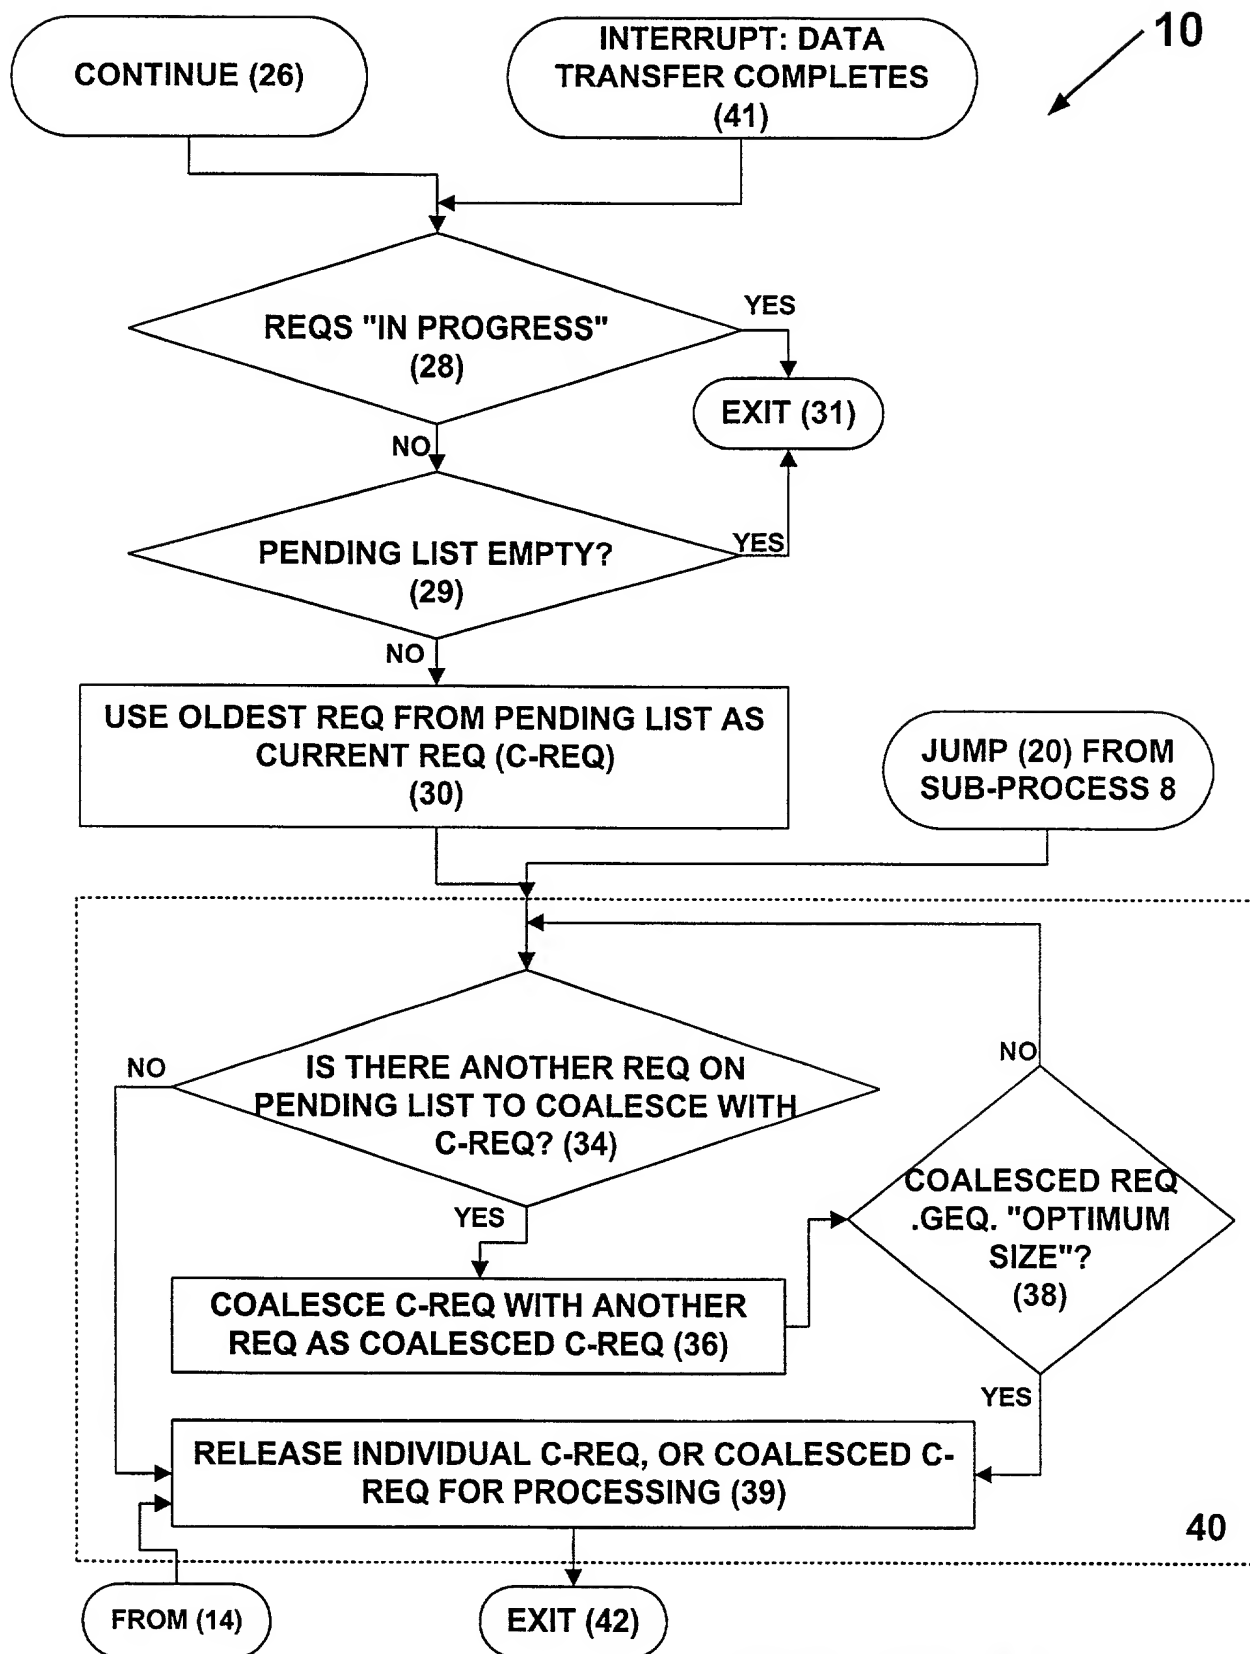 CONTINUE (26)
INTERRUPT: DATA
TRANSFER COMPLETES
(41)
10
REQS "IN PROGRESS"
(28)
YES
EXIT (31)
NO
PENDING LIST EMPTY?
(29)
YES
NO
USE OLDEST REQ FROM PENDING LIST AS
CURRENT REQ (C-REQ)
(30)
JUMP (20) FROM
SUB-PROCESS 8
NO
IS THERE ANOTHER REQ ON
PENDING LIST TO COALESCE WITH
C-REQ? (34)
YES
NO
COALESCED REQ
.GEQ. "OPTIMUM
SIZE"?
(38)
COALESCE C-REQ WITH ANOTHER
REQ AS COALESCED C-REQ (36)
YES
RELEASE INDIVIDUAL C-REQ, OR COALESCED C-
REQ FOR PROCESSING (39)
40
FROM (14)
EXIT (42)